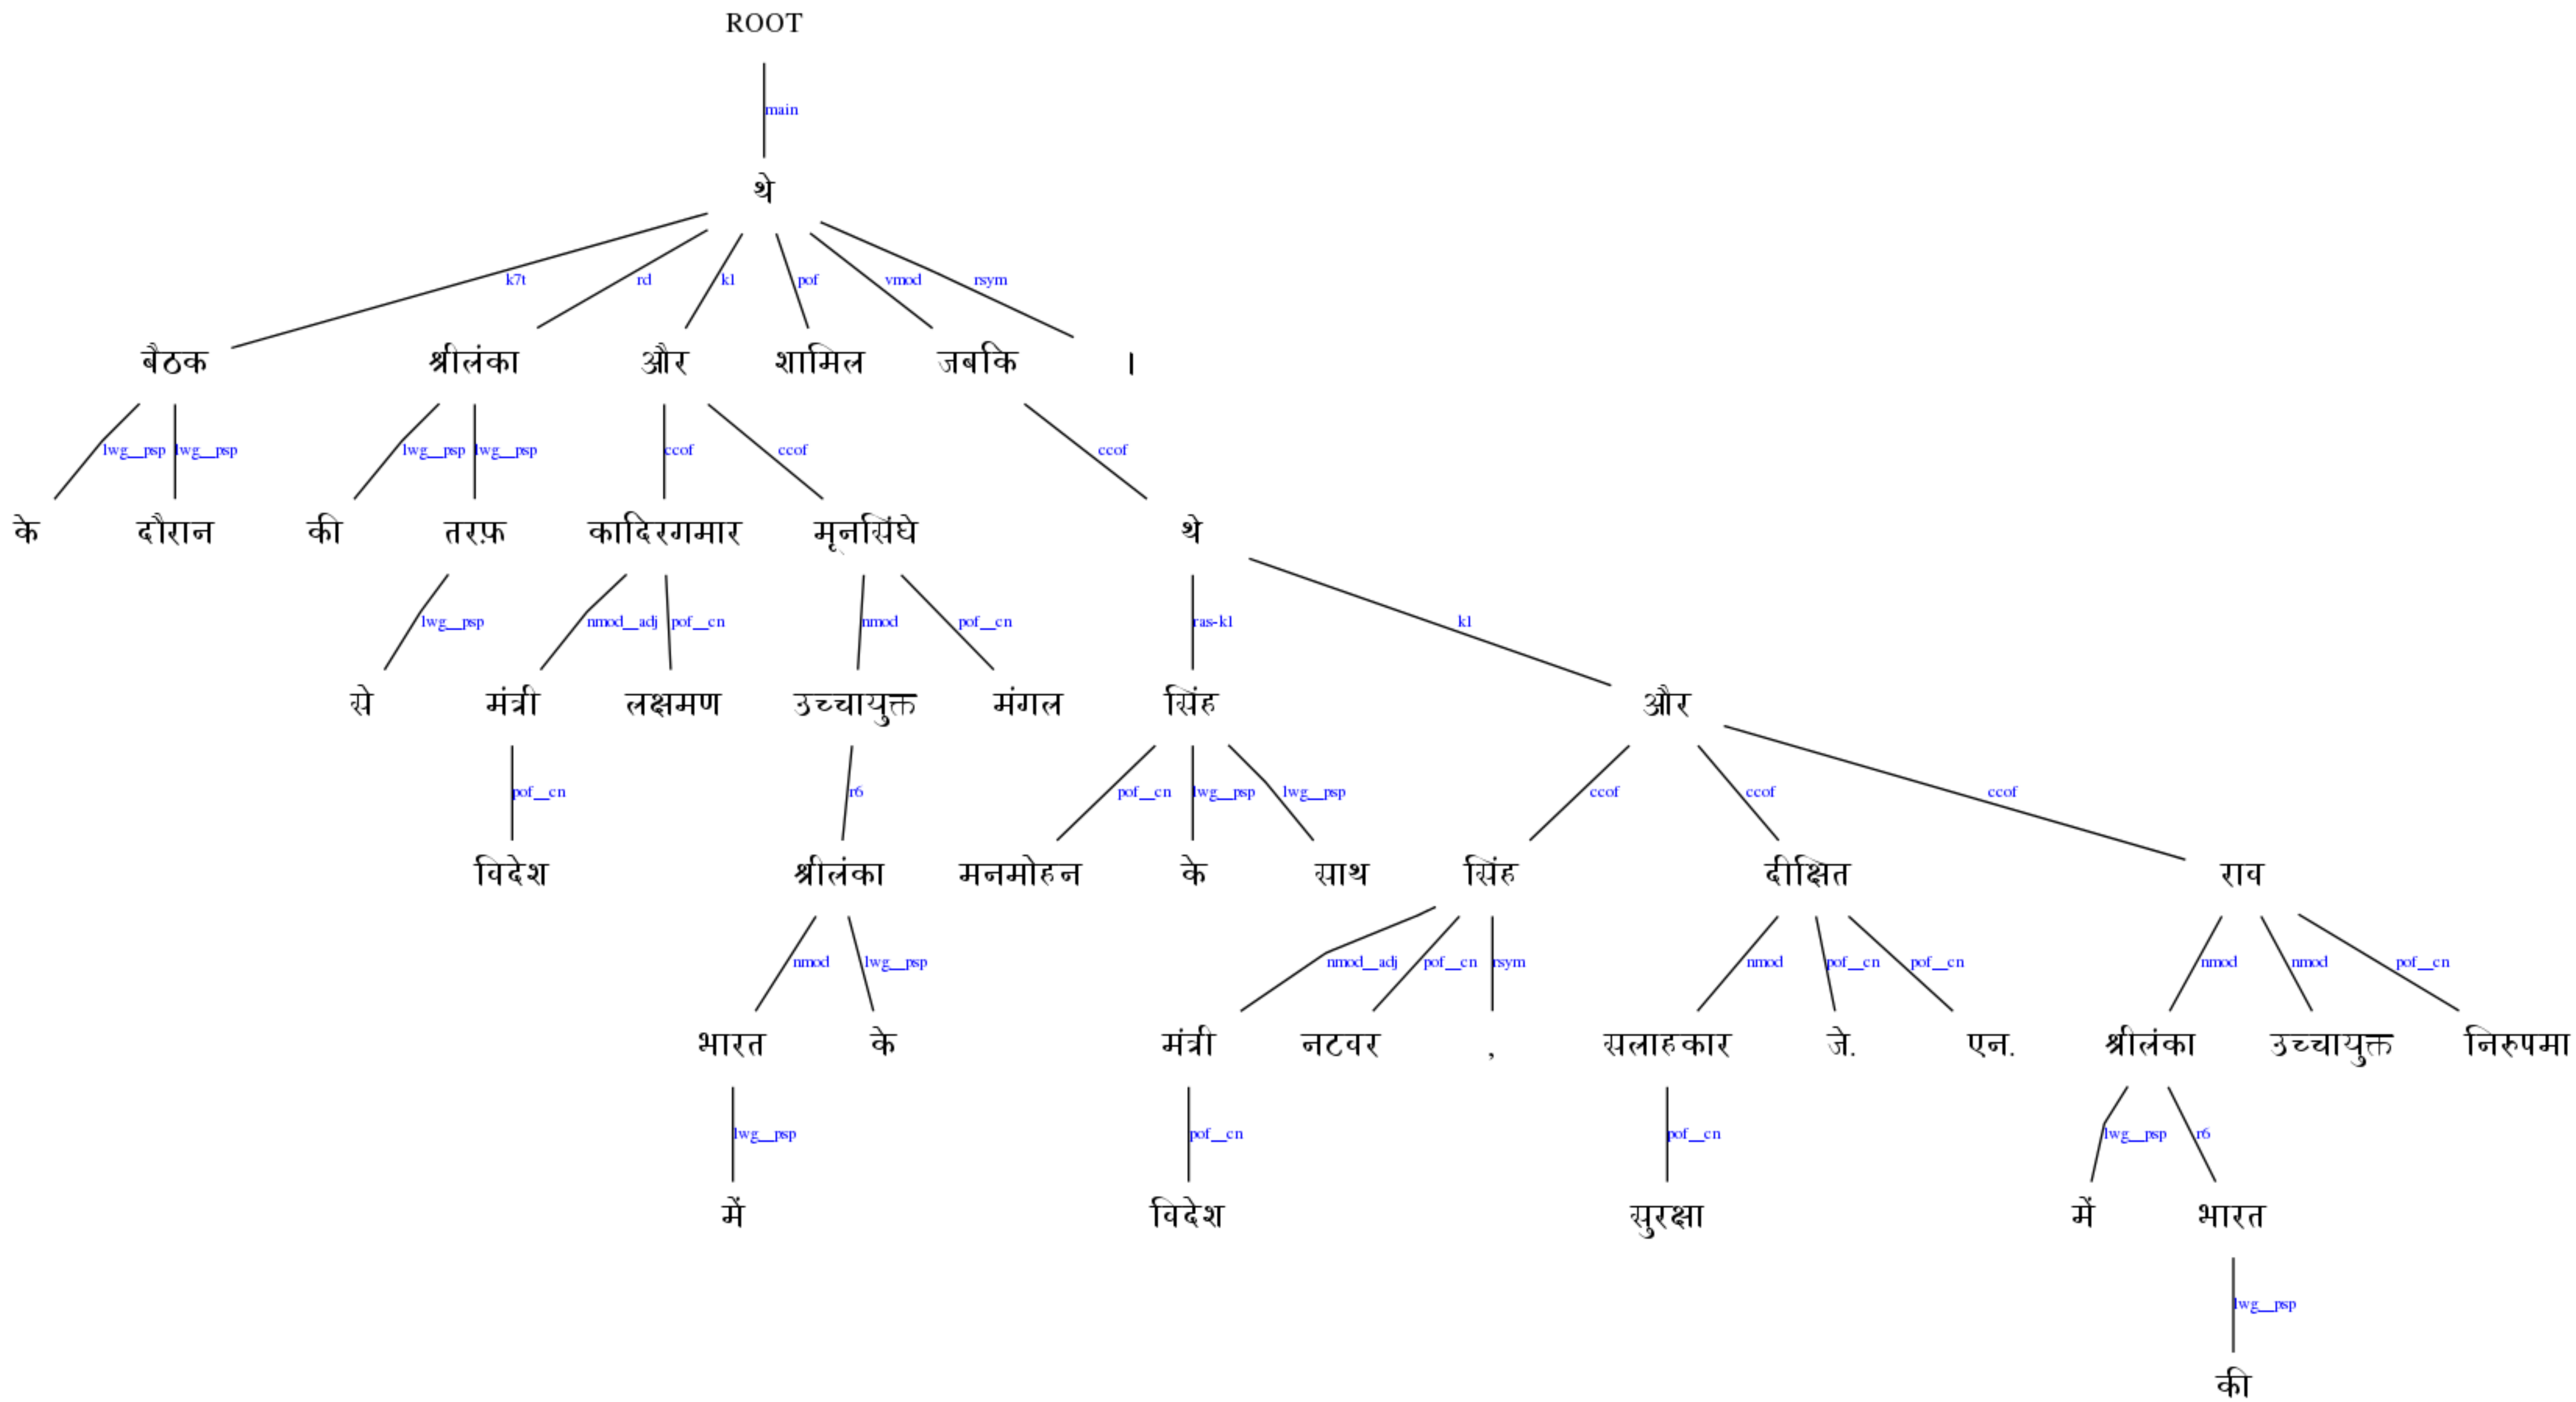 ROOT
main
थे
k7t rd k1 pof vmod rsym
बैठक श्रीलंका और शामिल जबकि ।
lwg__psp lwg__psp lwg__psp lwg__psp ccof ccof ccof
के दौरान की तरफ़ कादिरगमार मूनसिंघे थे
lwg__psp nmod__adj pof__cn nmod pof__cn ras-k1 k1
से मंत्री लक्षमण उच्चायुक्त मंगल सिंह और
pof__cn r6 pof__cn lwg__psp lwg__psp ccof ccof ccof
विदेश श्रीलंका मनमोहन के साथ सिंह दीक्षित राव
nmod lwg__psp nmod__adj pof__cn rsym nmod pof__cn pof__cn nmod nmod pof__cn
भारत के मंत्री नटवर , सलाहकार जे. एन. श्रीलंका उच्चायुक्त निरुपमा
lwg__psp pof__cn pof__cn lwg__psp r6
में विदेश सुरक्षा में भारत
lwg__psp
की